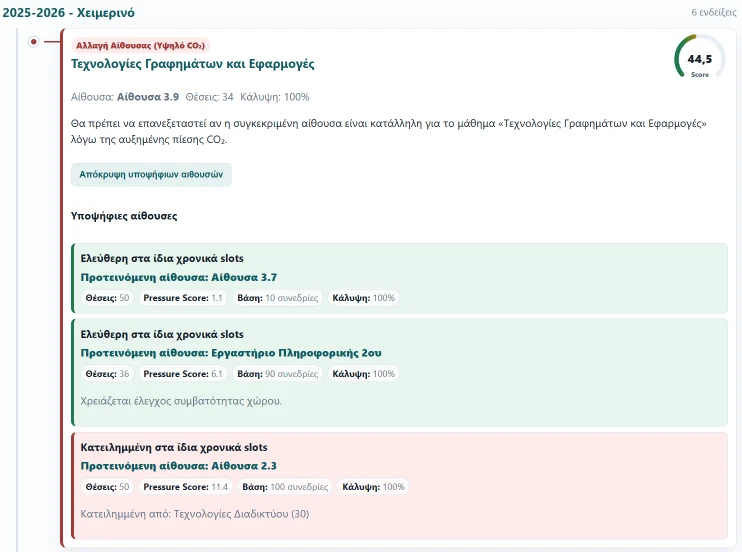 2025-2026 - Χειμερινό
6 ενδείξεις
Αλλαγή Αίθουσας (Υψηλό CO₂)
Τεχνολογίες Γραφημάτων και Εφαρμογές
44,5
Score
Αίθουσα: Αίθουσα 3.9 Θέσεις: 34 Κάλυψη: 100%
Θα πρέπει να επανεξεταστεί αν η συγκεκριμένη αίθουσα είναι κατάλληλη για το μάθημα «Τεχνολογίες Γραφημάτων και Εφαρμογές»
λόγω της αυξημένης πίεσης CO₂.
Απόκρυψη υποψήφιων αιθουσών
Υποψήφιες αίθουσες
Ελεύθερη στα ίδια χρονικά slots
Προτεινόμενη αίθουσα: Αίθουσα 3.7
Θέσεις: 50 Pressure Score: 1.1 Βάση: 10 συνεδρίες Κάλυψη: 100%
Ελεύθερη στα ίδια χρονικά slots
Προτεινόμενη αίθουσα: Εργαστήριο Πληροφορικής 2ου
Θέσεις: 36 Pressure Score: 6.1 Βάση: 90 συνεδρίες Κάλυψη: 100%
Χρειάζεται έλεγχος συμβατότητας χώρου.
Κατειλημμένη στα ίδια χρονικά slots
Προτεινόμενη αίθουσα: Αίθουσα 2.3
Θέσεις: 50 Pressure Score: 11.4 Βάση: 100 συνεδρίες Κάλυψη: 100%
Κατειλημμένη από: Τεχνολογίες Διαδικτύου (30)